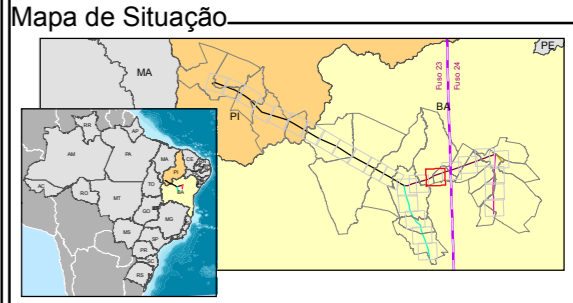 Mapa de Situação
PE
MA
Fuso 23
Fuso 24
BA
PI
RR
AP
AM
PA
MA
CE
PI
AC
TO
BA
RO
MT
GO
MG
MS
SP
PR
SC
RS